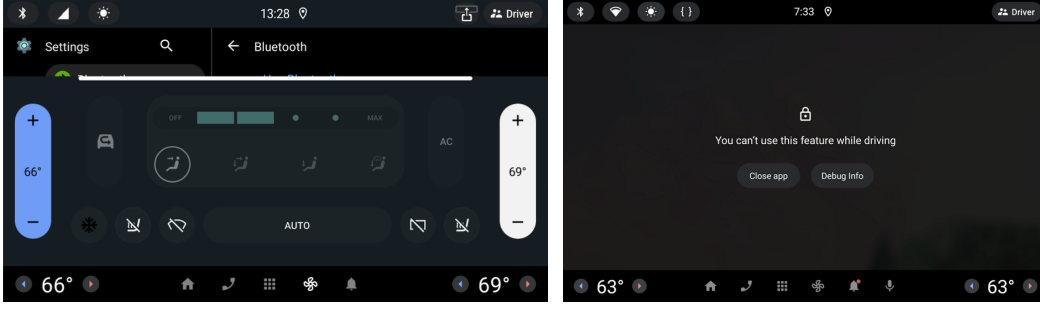 13:28
Driver
Settings
Bluetooth
OFF
MAX
AC
66°
69°
AUTO
66°
69°
{ }
7:33
Driver
You can't use this feature while driving
Close app
Debug Info
63°
63°